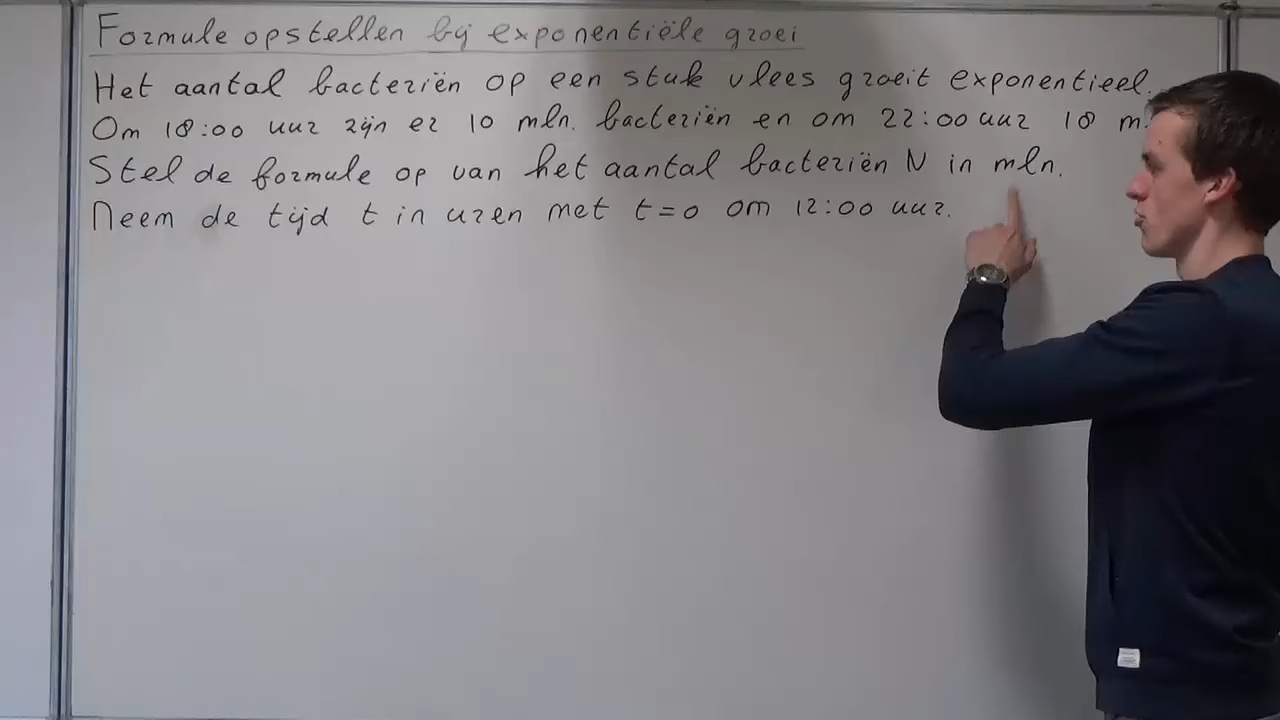 Formule opstellen bij exponentiële groei
Het aantal bacteriën op een stuk vlees groeit exponentieel.
Om 18:00 uur zijn er 10 mln. bacteriën en om 22:00 uur 18 m
Stel de formule op van het aantal bacteriën N in mln.
Neem de tijd t in uren met t=0 om 12:00 uur.